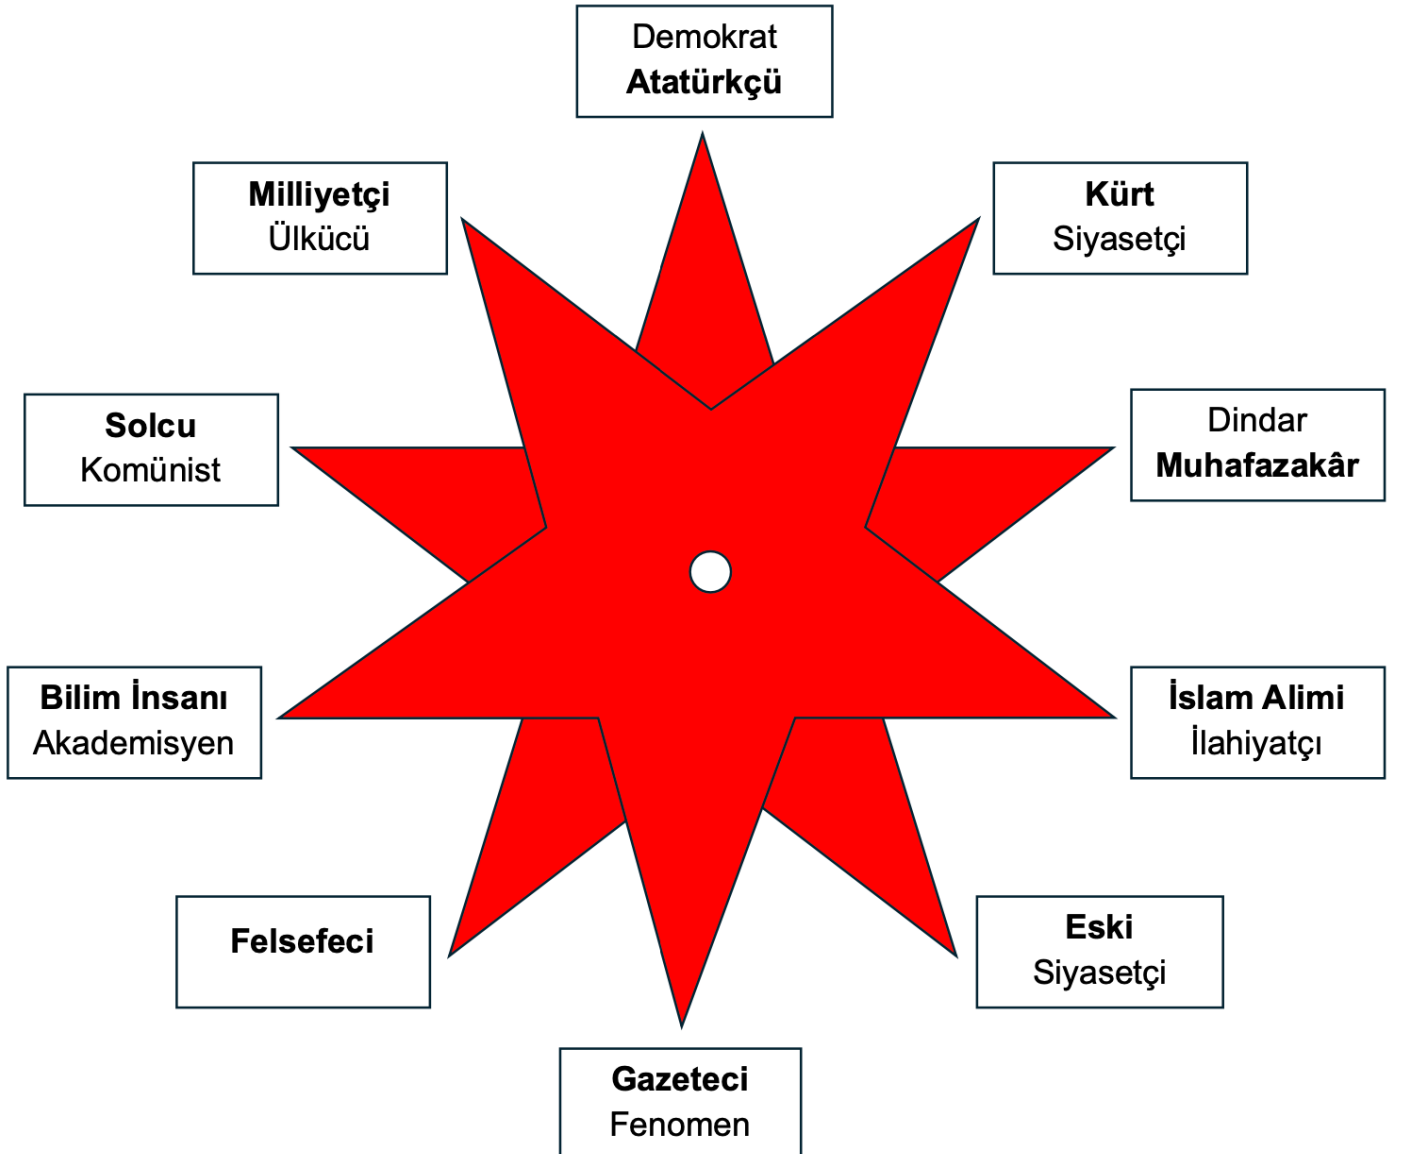 Demokrat
Atatürkçü
Milliyetçi
Ülkücü
Kürt
Siyasetçi
Solcu
Komünist
Dindar
Muhafazakâr
Bilim İnsanı
Akademisyen
İslam Alimi
İlahiyatçı
Felsefeci
Eski
Siyasetçi
Gazeteci
Fenomen